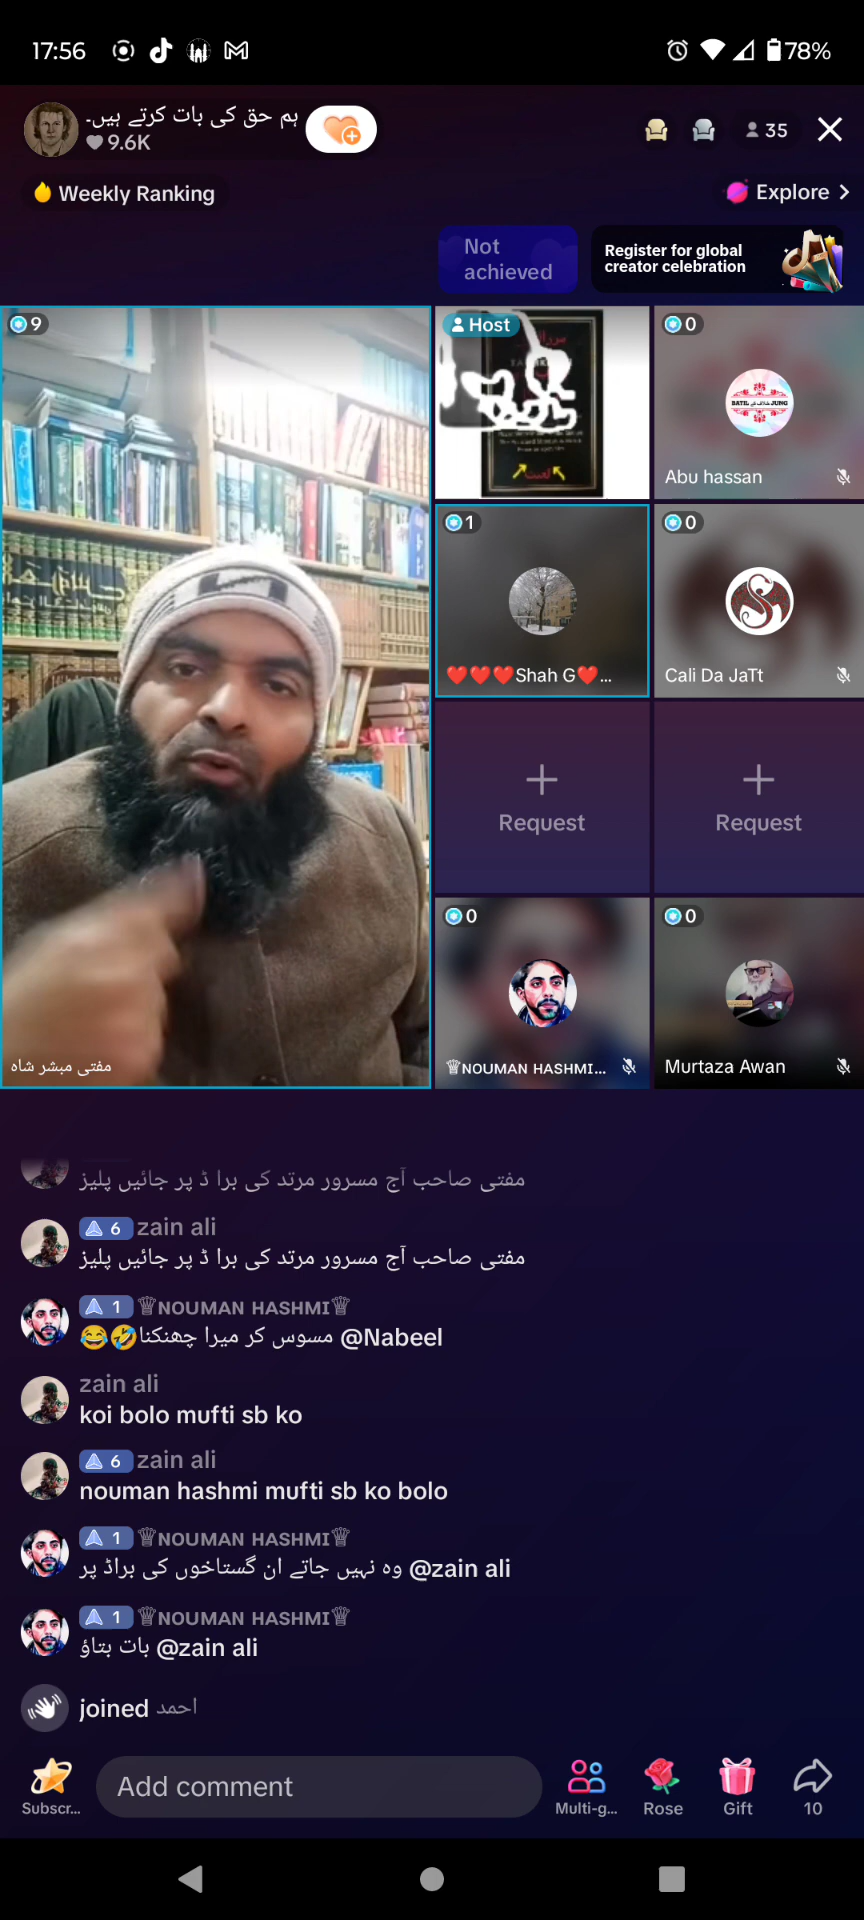 17:56
78%
ہم حق کی بات کرتے ہیں۔
9.6K
35
Weekly Ranking
Explore
Not
achieved
Register for global
creator celebration
9
Host
0
BATIL کے خلاف JUNG
Abu hassan
1
❤️❤️❤️Shah G❤️...
0
Cali Da JaTt
Request
Request
0
♕NOUMAN HASHMI...
0
Murtaza Awan
مفتی مبشر شاہ
مفتی صاحب آج مسرور مرتد کی برا ڈ پر جائیں پلیز
6 zain ali
مفتی صاحب آج مسرور مرتد کی برا ڈ پر جائیں پلیز
1 ♕NOUMAN HASHMI♕
@Nabeel مسوس کر میرا چھنکنا🤣😂
zain ali
koi bolo mufti sb ko
6 zain ali
nouman hashmi mufti sb ko bolo
1 ♕NOUMAN HASHMI♕
@zain ali وہ نہیں جاتے ان گستاخوں کی براڈ پر
1 ♕NOUMAN HASHMI♕
@zain ali بات بتاؤ
joined احمد
Add comment
Subscr...
Multi-g...
Rose
Gift
10